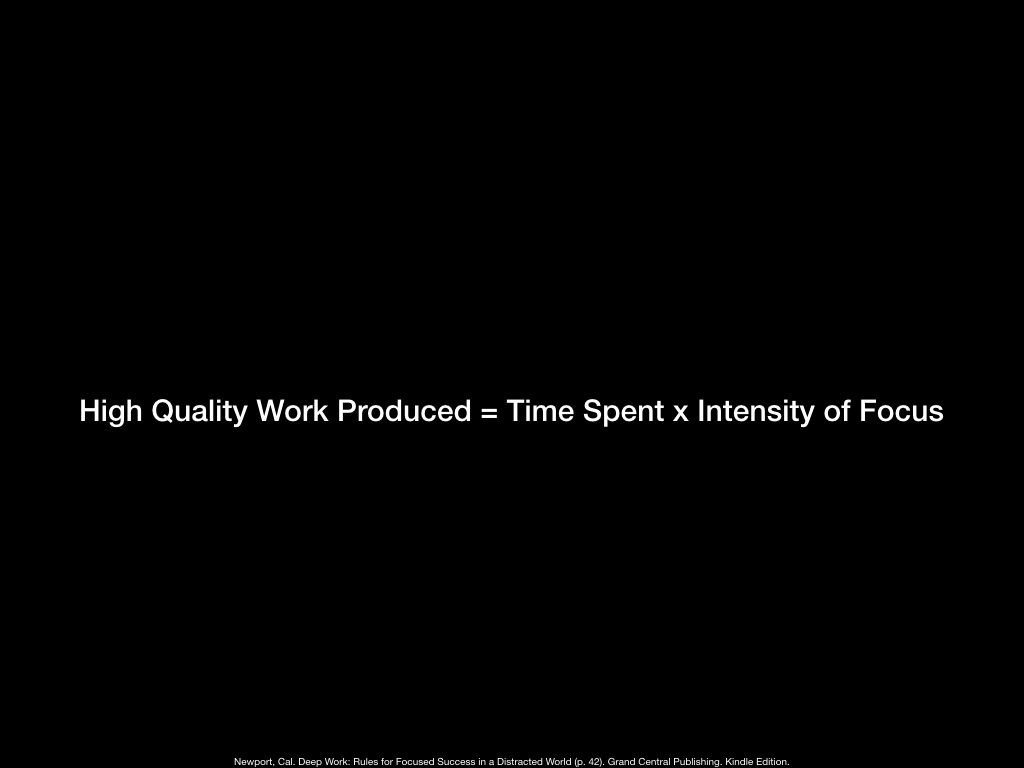 High Quality Work Produced = Time Spent x Intensity of Focus
Newport, Cal. Deep Work: Rules for Focused Success in a Distracted World (p. 42). Grand Central Publishing. Kindle Edition.